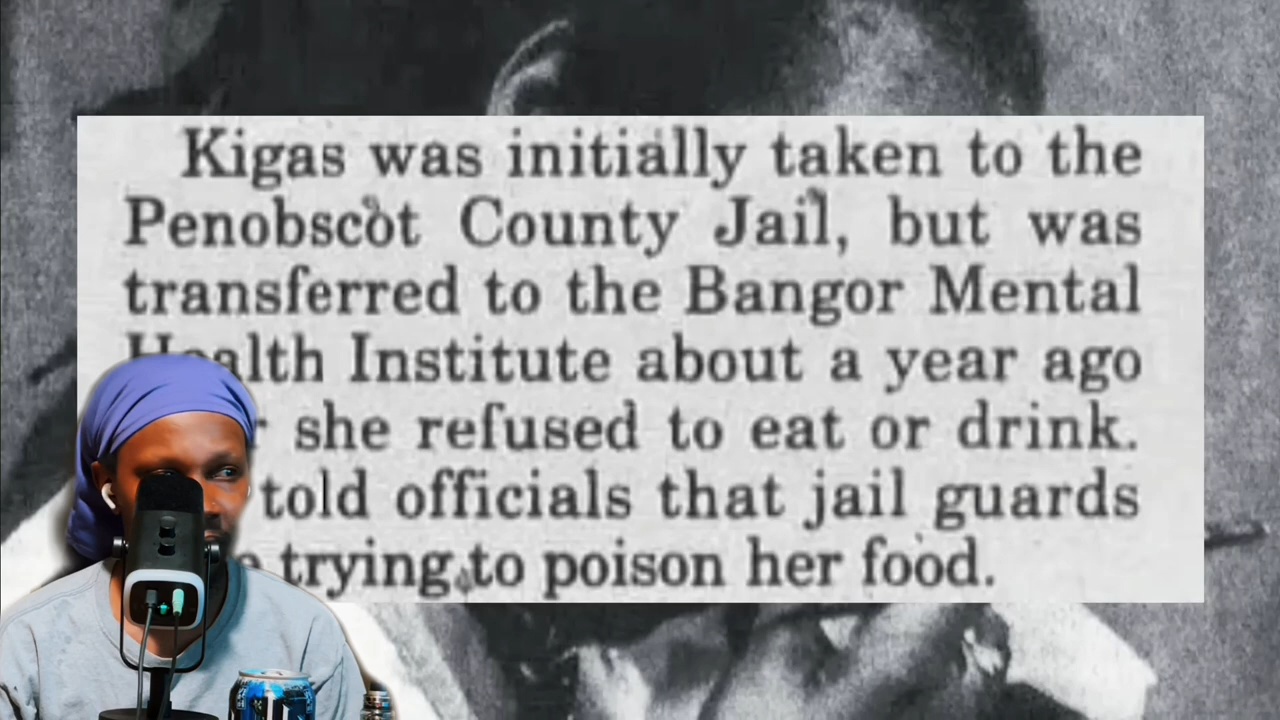 Kigas was initially taken to the
Penobscot County Jail, but was
transferred to the Bangor Mental
Health Institute about a year ago
she refused to eat or drink.
told officials that jail guards
trying to poison her food.